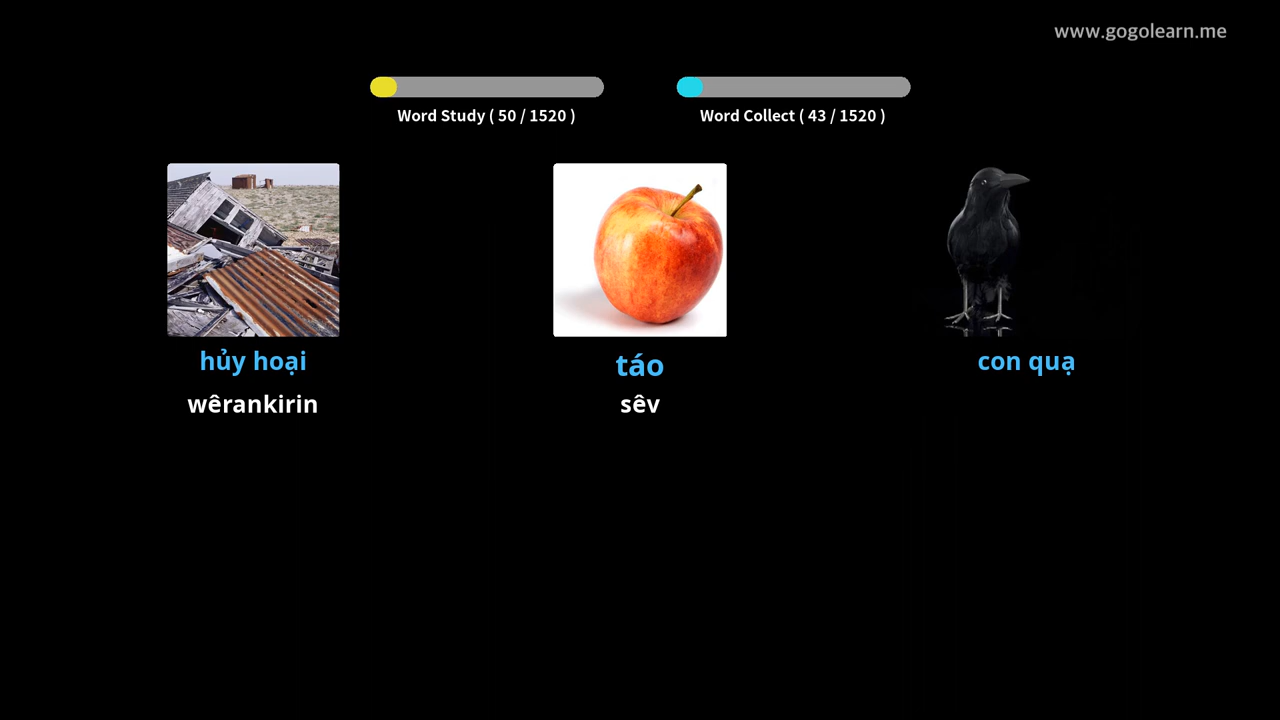 www.gogolearn.me
Word Study ( 50 / 1520 )
Word Collect ( 43 / 1520 )
hủy hoại
táo
con quạ
wêrankirin
sêv